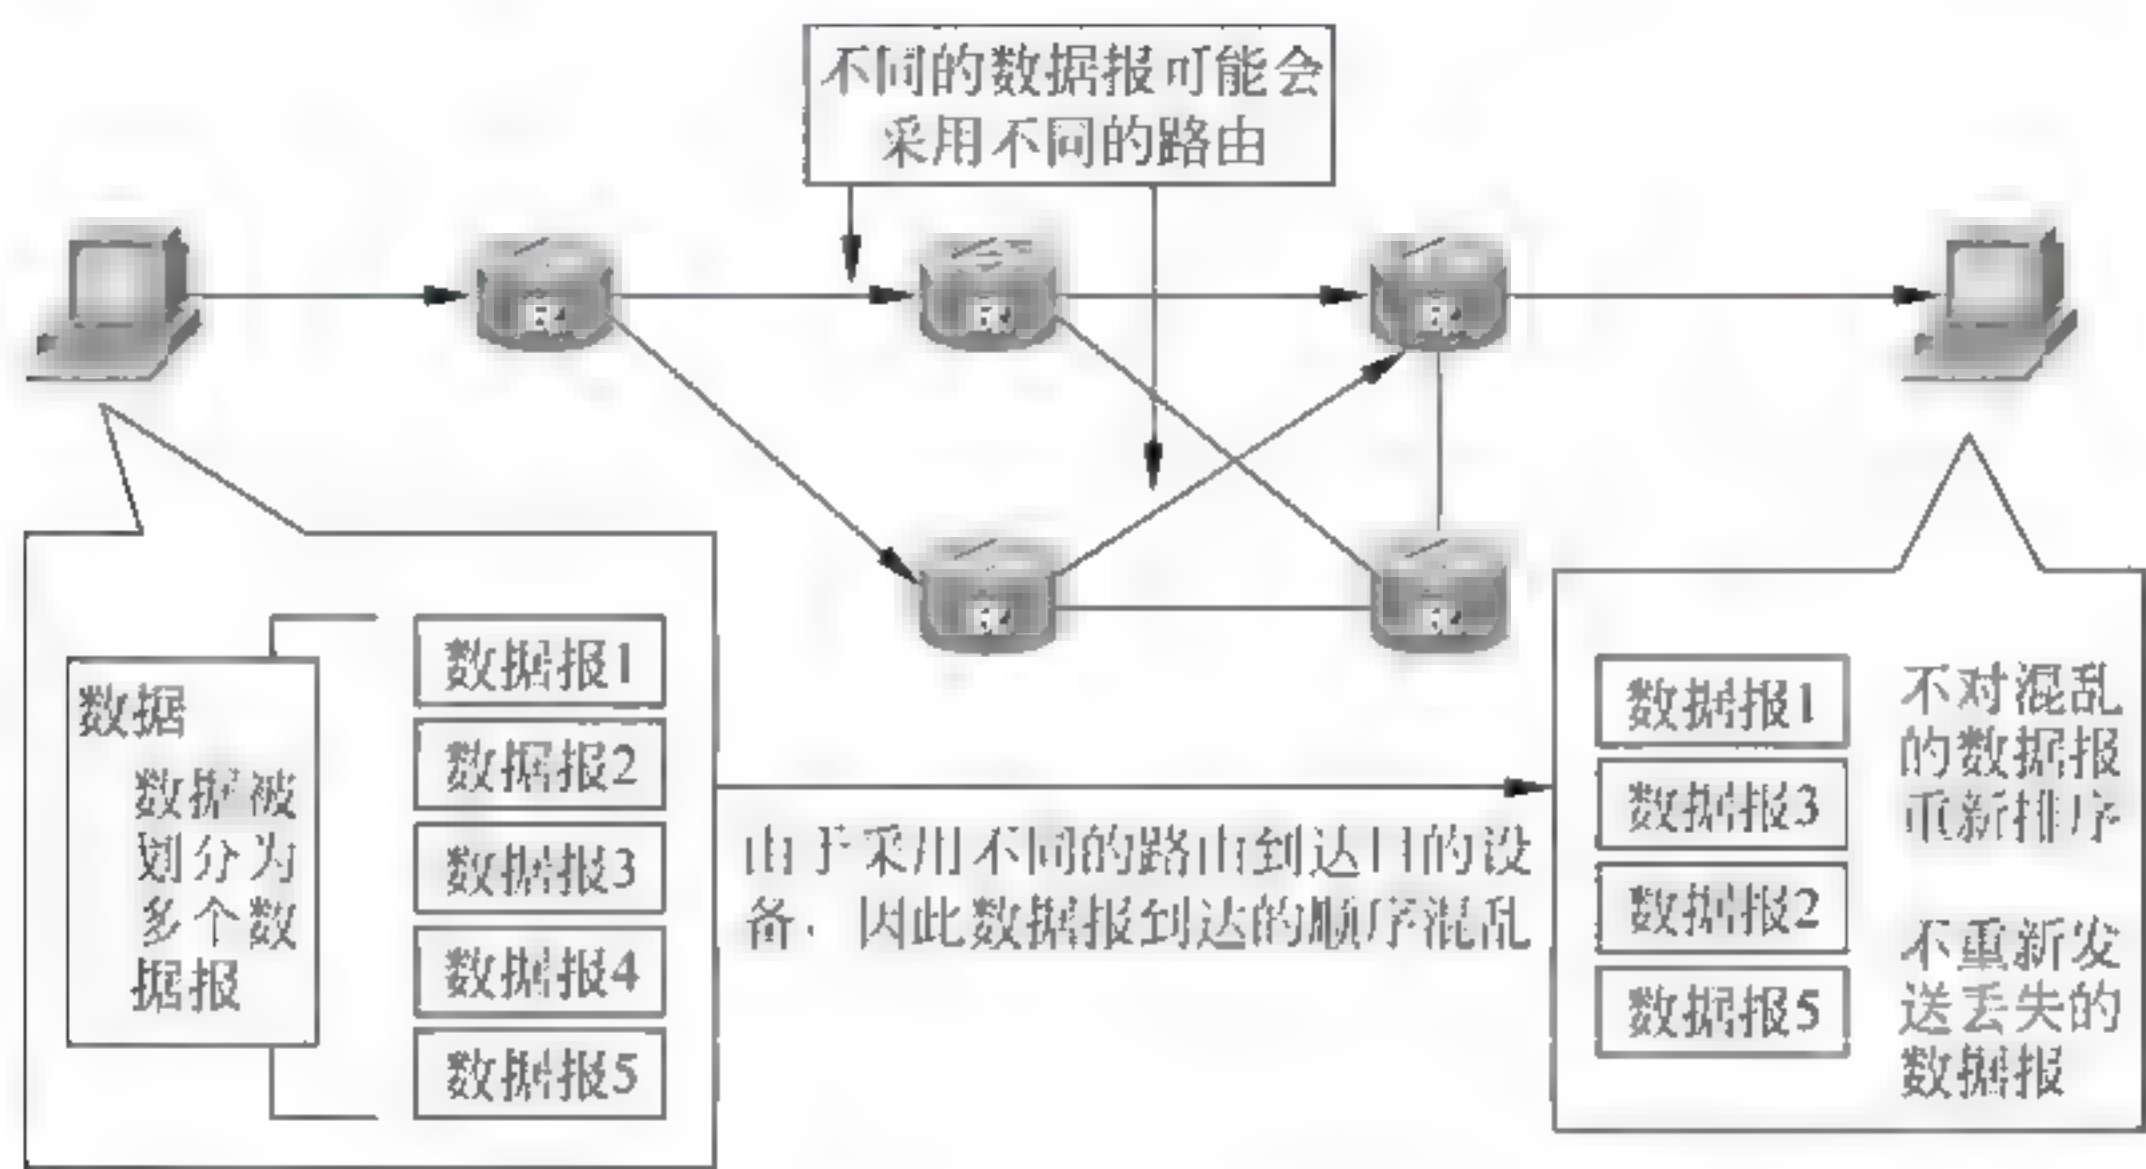 不同的数据报可能会
采用不同的路由
数据
数据被
划分为
多个数
据报
数据报1
数据报2
数据报3
数据报4
数据报5
由于采用不同的路由到达目的设
备，因此数据报到达的顺序混乱
数据报1
数据报3
数据报2
数据报5
不对混乱
的数据报
重新排序
不重新发
送丢失的
数据报